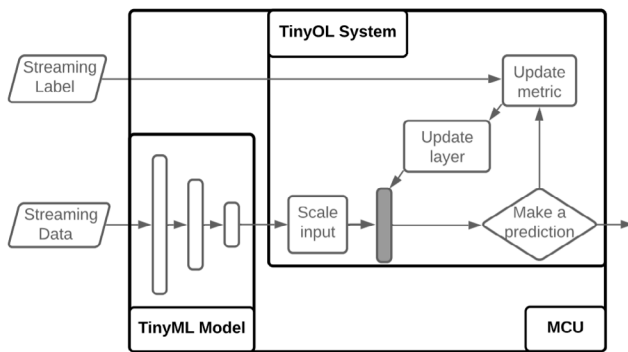 TinyOL System
Streaming
Label
Update
metric
Update
layer
Streaming
Data
Scale
input
Make a
prediction
TinyML Model
MCU